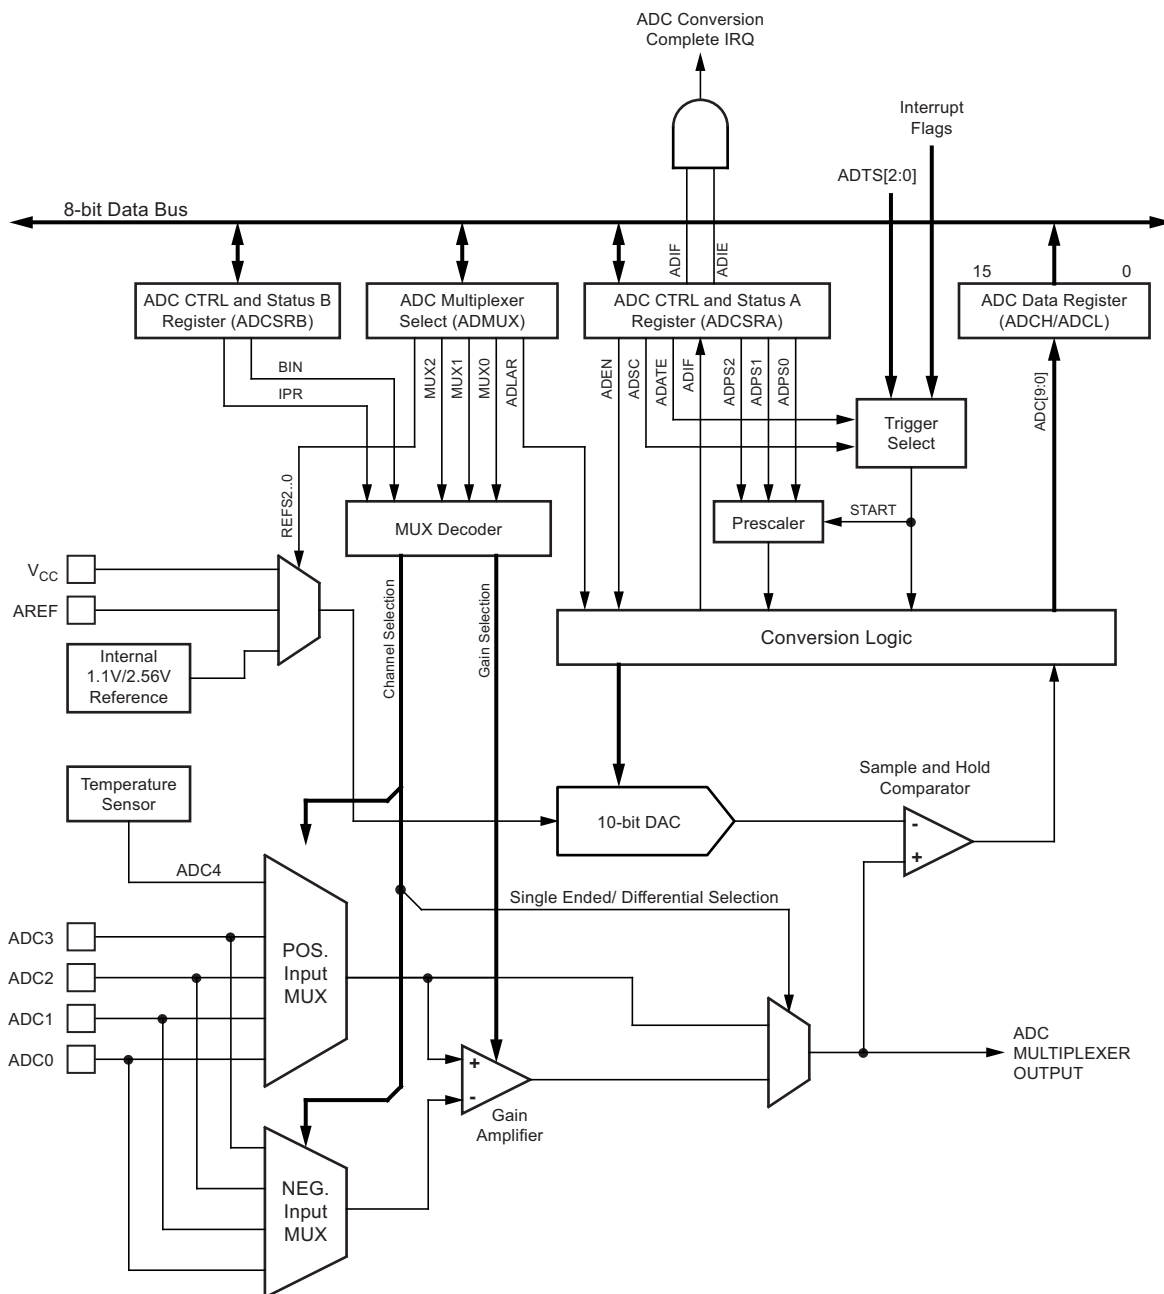 ADC Conversion
Complete IRQ
Interrupt
Flags
ADTS[2:0]
8-bit Data Bus
ADIF
ADIE
15
0
ADC CTRL and Status B
Register (ADCSRB)
ADC Multiplexer
Select (ADMUX)
ADC CTRL and Status A
Register (ADCSRA)
ADC Data Register
(ADCH/ADCL)
BIN
IPR
MUX2
MUX1
MUX0
ADLAR
ADEN
ADSC
ADATE
ADIF
ADPS2
ADPS1
ADPS0
ADC[9:0]
Trigger
Select
REFS2..0
MUX Decoder
Prescaler
START
VCC
AREF
Internal
1.1V/2.56V
Reference
Channel Selection
Gain Selection
Conversion Logic
Temperature
Sensor
10-bit DAC
Sample and Hold
Comparator
-
+
ADC4
Single Ended/ Differential Selection
ADC3
ADC2
ADC1
ADC0
POS.
Input
MUX
+
-
Gain
Amplifier
ADC
MULTIPLEXER
OUTPUT
NEG.
Input
MUX